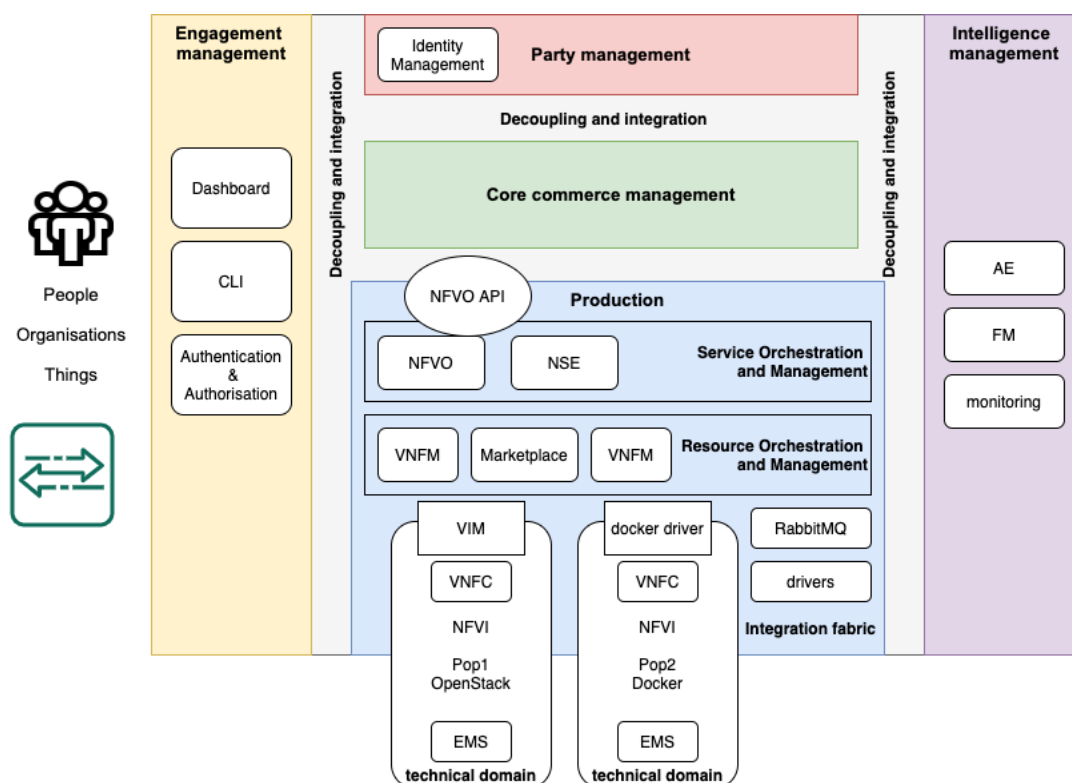 Engagement
management
Dashboard
CLI
Authentication
&
Authorisation
People
Organisations
Things
Decoupling and integration
Identity
Management
Party management
Decoupling and integration
Core commerce management
NFVO API
Production
NFVO
NSE
Service Orchestration
and Management
VNFM
Marketplace
VNFM
Resource Orchestration
and Management
VIM
VNFC
NFVI
Pop1
OpenStack
EMS
technical domain
docker driver
VNFC
NFVI
Pop2
Docker
EMS
technical domain
RabbitMQ
drivers
Integration fabric
Decoupling and integration
Intelligence
management
AE
FM
monitoring